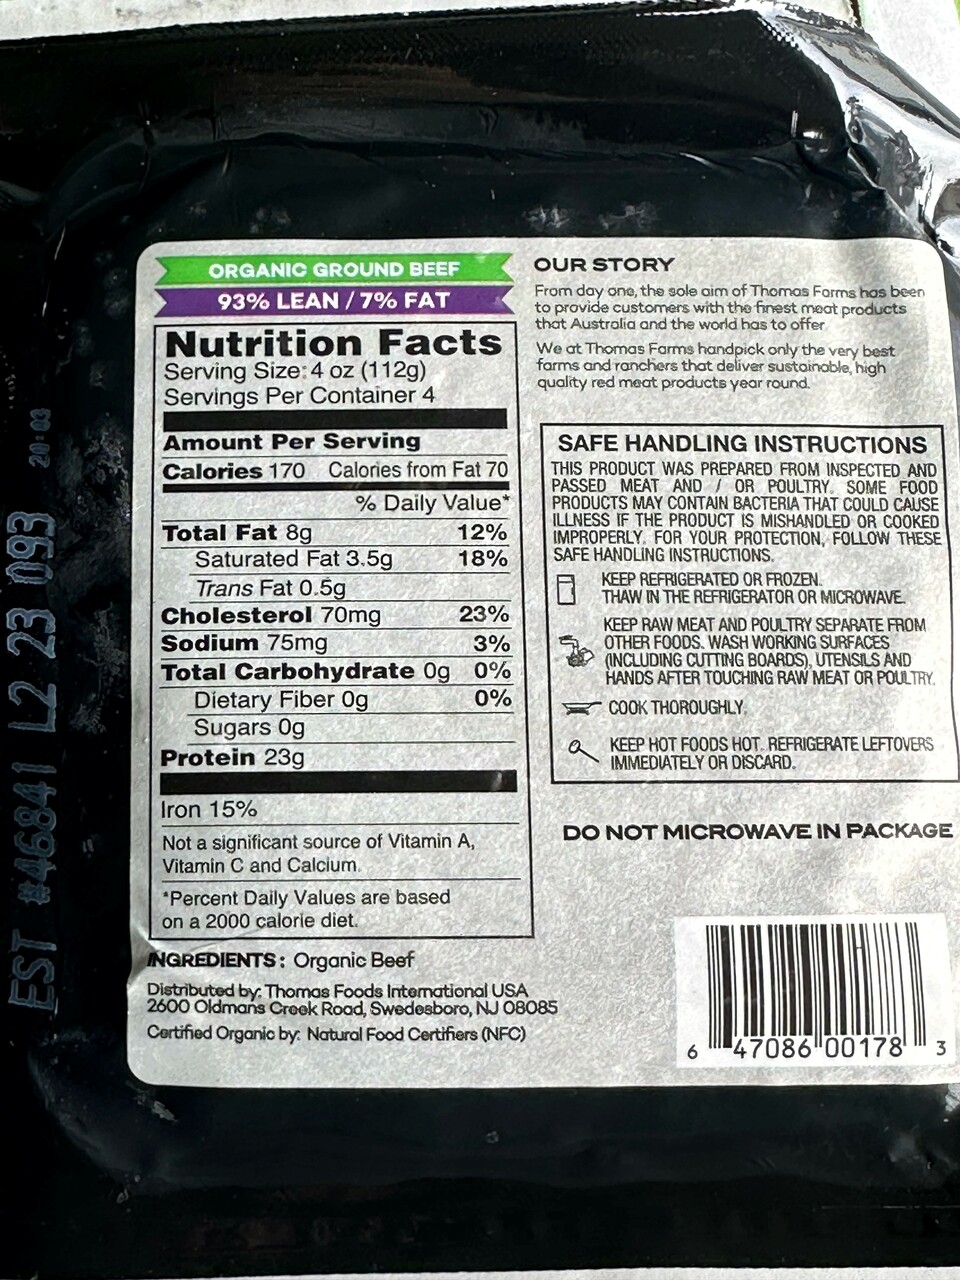 ORGANIC GROUND BEEF
93% LEAN / 7% FAT
Nutrition Facts
Serving Size: 4 oz (112g)
Servings Per Container 4
Amount Per Serving
Calories 170 Calories from Fat 70
% Daily Value*
Total Fat 8g 12%
Saturated Fat 3.5g 18%
Trans Fat 0.5g
Cholesterol 70mg 23%
Sodium 75mg 3%
Total Carbohydrate 0g 0%
Dietary Fiber 0g 0%
Sugars 0g
Protein 23g
Iron 15%
Not a significant source of Vitamin A,
Vitamin C and Calcium.
*Percent Daily Values are based
on a 2000 calorie diet.
INGREDIENTS: Organic Beef
Distributed by: Thomas Foods International USA
2600 Oldmans Creek Road, Swedesboro, NJ 08085
Certified Organic by: Natural Food Certifiers (NFC)
OUR STORY
From day one, the sole aim of Thomas Farms has been
to provide customers with the finest meat products
that Australia and the world has to offer.
We at Thomas Farms handpick only the very best
farms and ranchers that deliver sustainable, high
quality red meat products year round.
SAFE HANDLING INSTRUCTIONS
THIS PRODUCT WAS PREPARED FROM INSPECTED AND
PASSED MEAT AND / OR POULTRY. SOME FOOD
PRODUCTS MAY CONTAIN BACTERIA THAT COULD CAUSE
ILLNESS IF THE PRODUCT IS MISHANDLED OR COOKED
IMPROPERLY. FOR YOUR PROTECTION, FOLLOW THESE
SAFE HANDLING INSTRUCTIONS.
KEEP REFRIGERATED OR FROZEN.
THAW IN THE REFRIGERATOR OR MICROWAVE.
KEEP RAW MEAT AND POULTRY SEPARATE FROM
OTHER FOODS. WASH WORKING SURFACES
(INCLUDING CUTTING BOARDS), UTENSILS AND
HANDS AFTER TOUCHING RAW MEAT OR POULTRY.
COOK THOROUGHLY.
KEEP HOT FOODS HOT. REFRIGERATE LEFTOVERS
IMMEDIATELY OR DISCARD.
DO NOT MICROWAVE IN PACKAGE
6 47086 00178 3
EST #4684I L2 23 093 20:03